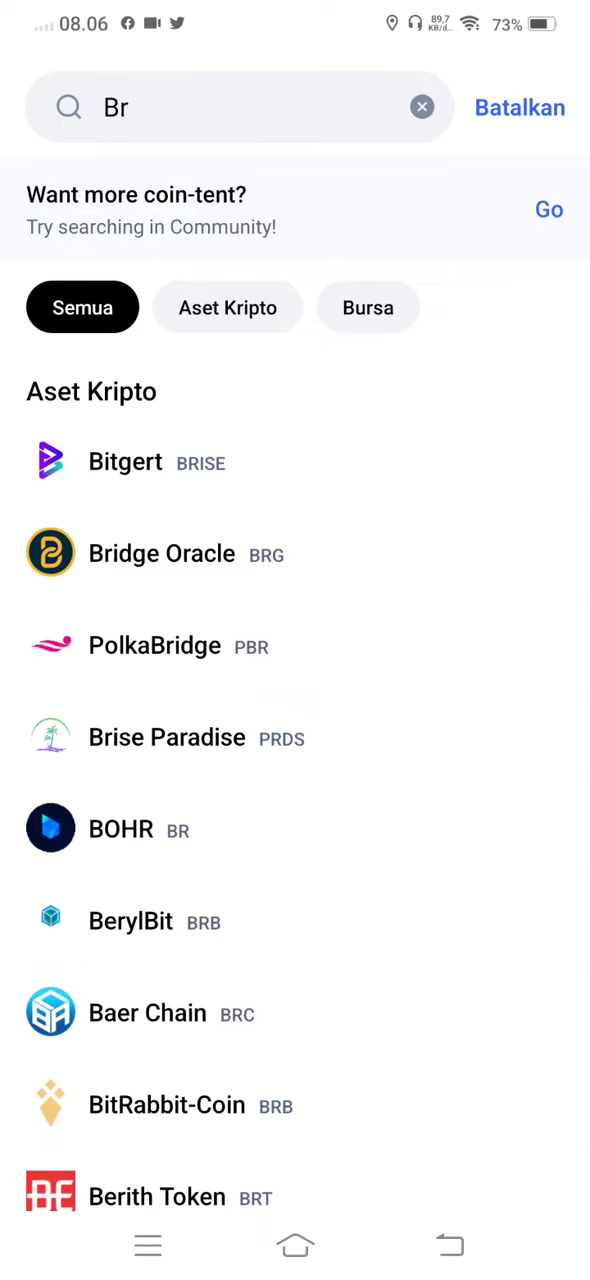 08.06 89,7 KB/d... 73%
Br Batalkan
Want more coin-tent?
Try searching in Community!
Go
Semua Aset Kripto Bursa
Aset Kripto
Bitgert BRISE
Bridge Oracle BRG
PolkaBridge PBR
Brise Paradise PRDS
BOHR BR
BerylBit BRB
Baer Chain BRC
BitRabbit-Coin BRB
Berith Token BRT